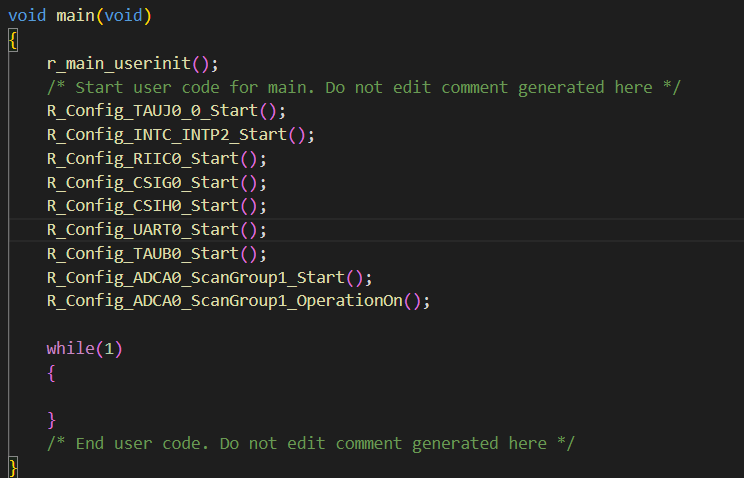 void main(void)
{
    r_main_userinit();
    /* Start user code for main. Do not edit comment generated here */
    R_Config_TAUJ0_0_Start();
    R_Config_INTC_INTP2_Start();
    R_Config_RIIC0_Start();
    R_Config_CSIG0_Start();
    R_Config_CSIH0_Start();
    R_Config_UART0_Start();
    R_Config_TAUB0_Start();
    R_Config_ADCA0_ScanGroup1_Start();
    R_Config_ADCA0_ScanGroup1_OperationOn();

    while(1)
    {

    }
    /* End user code. Do not edit comment generated here */
}